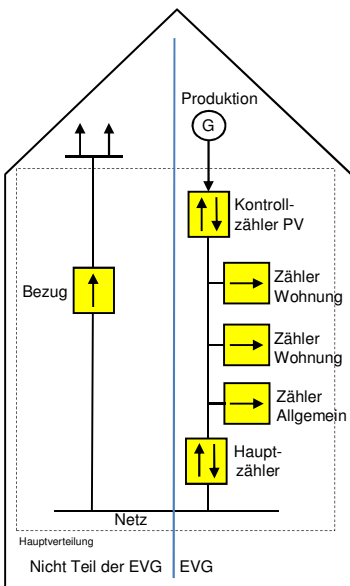 Produktion
G
Kontroll-
zähler PV
Bezug
Zähler
Wohnung
Zähler
Wohnung
Zähler
Allgemein
Haupt-
zähler
Netz
Hauptverteilung
Nicht Teil der EVG
EVG